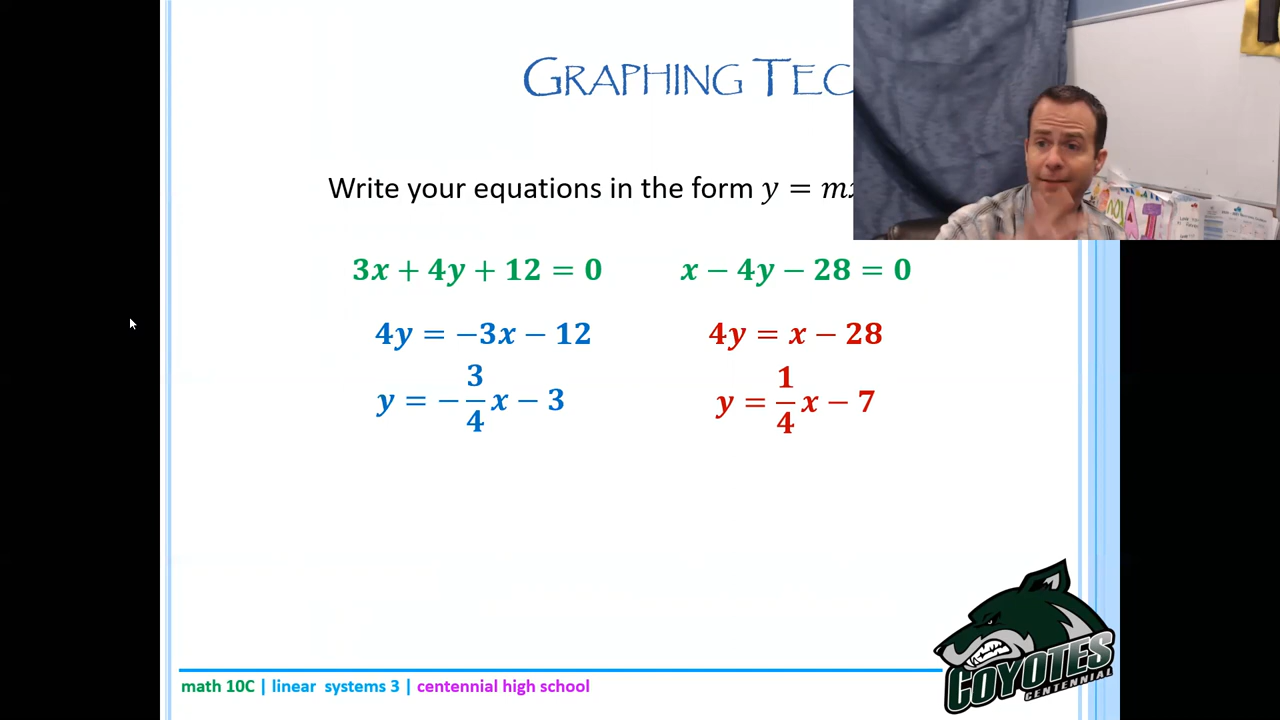 GRAPHING TEC
Write your equations in the form y = mx
3x + 4y + 12 = 0
x − 4y − 28 = 0
4y = −3x − 12
4y = x − 28
y = −3/4x − 3
y = 1/4x − 7
math 10C | linear systems 3 | centennial high school
COYOTES
CENTENNIAL